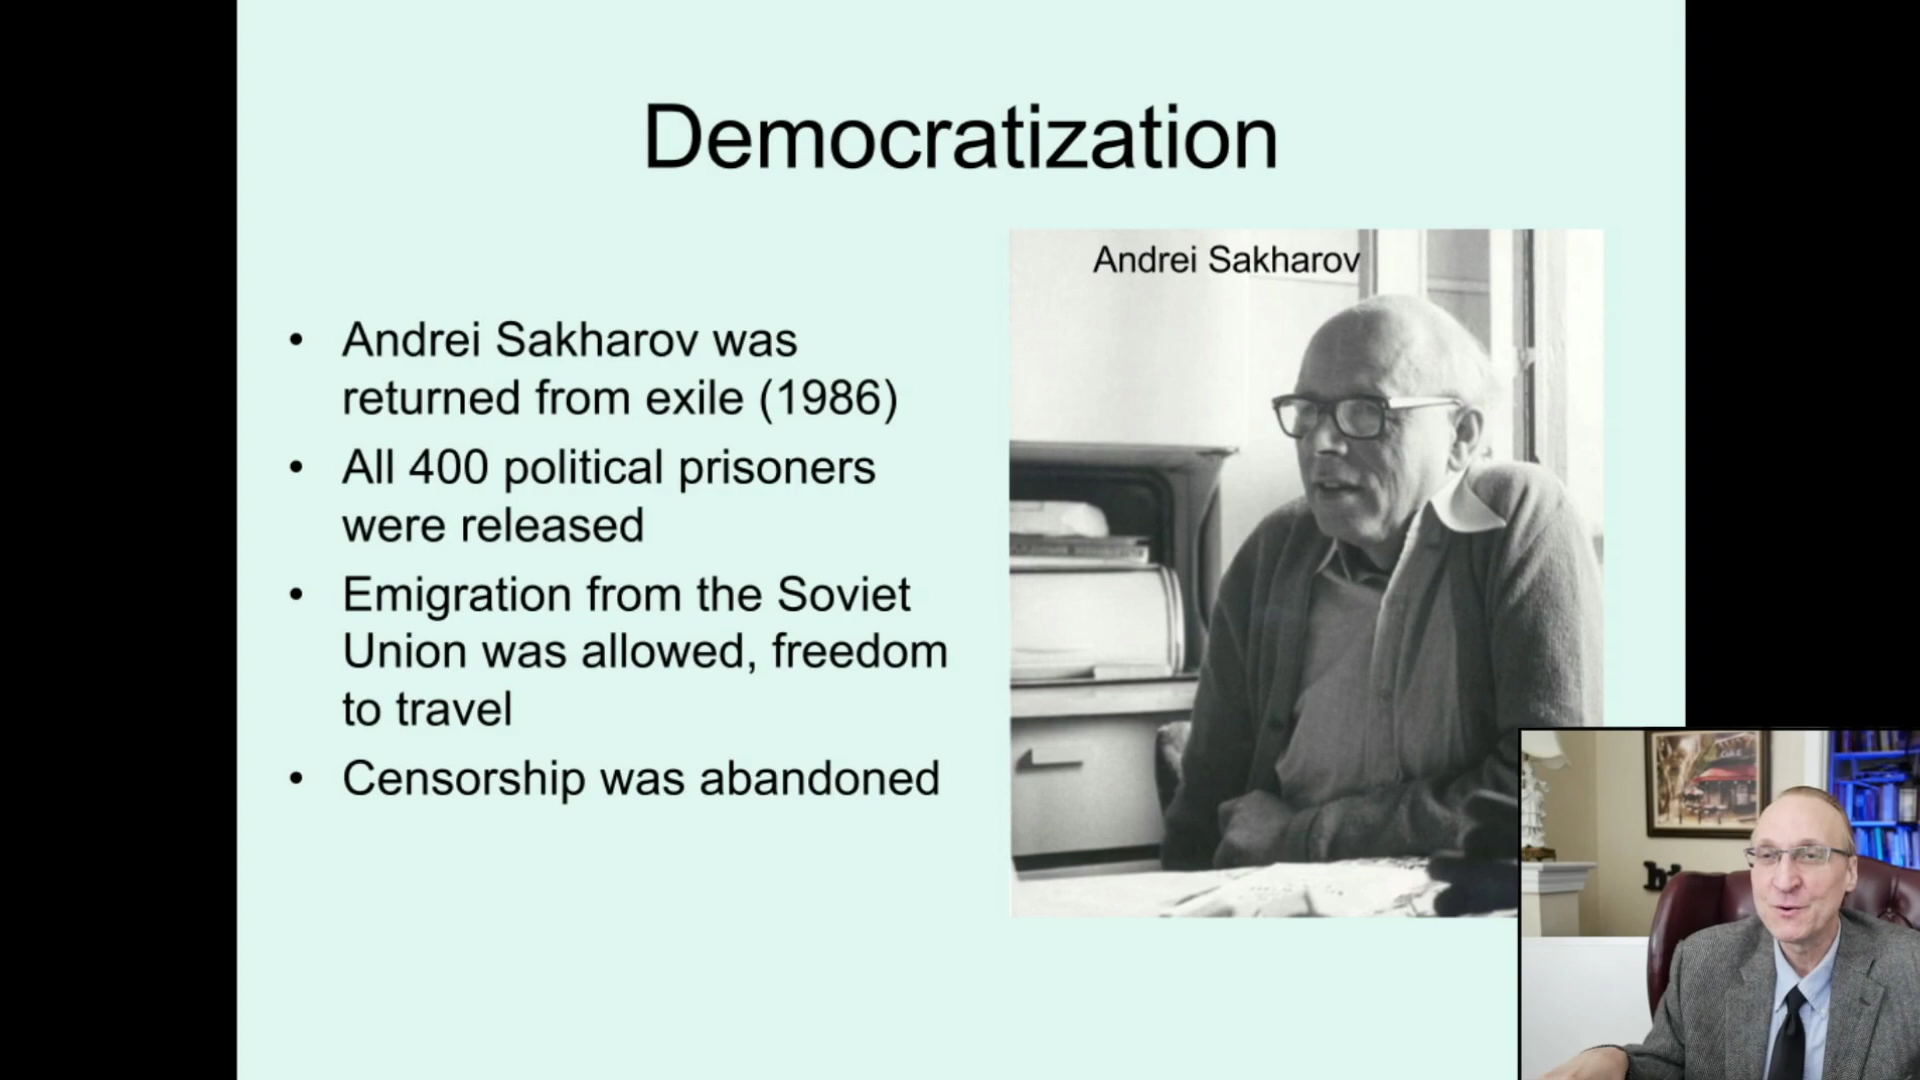 Democratization
Andrei Sakharov
• Andrei Sakharov was
returned from exile (1986)
• All 400 political prisoners
were released
• Emigration from the Soviet
Union was allowed, freedom
to travel
• Censorship was abandoned